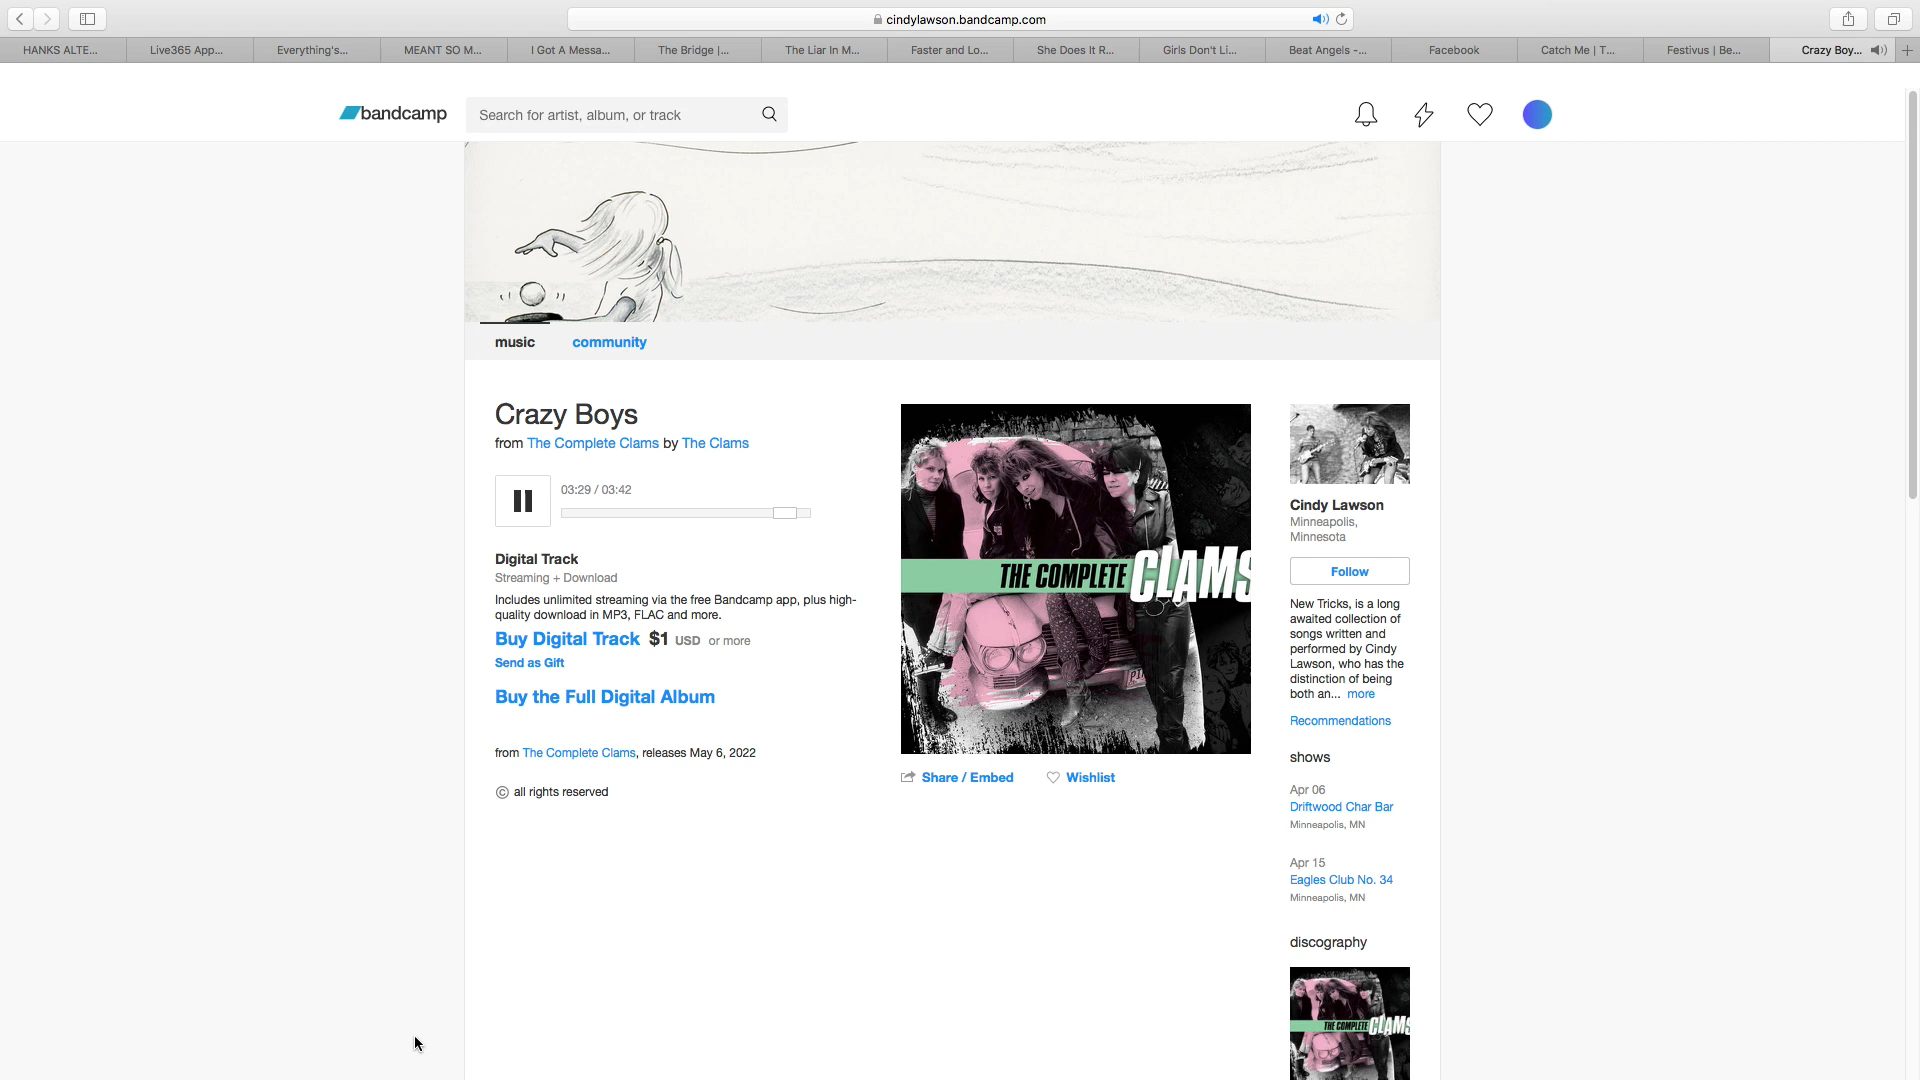 cindylawson.bandcamp.com
HANKS ALTE...
Live365 App...
Everything's...
MEANT SO M...
I Got A Messa...
The Bridge |...
The Liar In M...
Faster and Lo...
She Does It R...
Girls Don't Li...
Beat Angels -...
Facebook
Catch Me | T...
Festivus | Be...
Crazy Boy...
bandcamp
Search for artist, album, or track
music
community
Crazy Boys
from The Complete Clams by The Clams
03:29 / 03:42
Digital Track
Streaming + Download
Includes unlimited streaming via the free Bandcamp app, plus high-
quality download in MP3, FLAC and more.
Buy Digital Track $1 USD or more
Send as Gift
Buy the Full Digital Album
from The Complete Clams, releases May 6, 2022
© all rights reserved
THE COMPLETE CLAMS
Share / Embed
Wishlist
Cindy Lawson
Minneapolis,
Minnesota
Follow
New Tricks, is a long
awaited collection of
songs written and
performed by Cindy
Lawson, who has the
distinction of being
both an... more
Recommendations
shows
Apr 06
Driftwood Char Bar
Minneapolis, MN
Apr 15
Eagles Club No. 34
Minneapolis, MN
discography
THE COMPLETE CLAMS